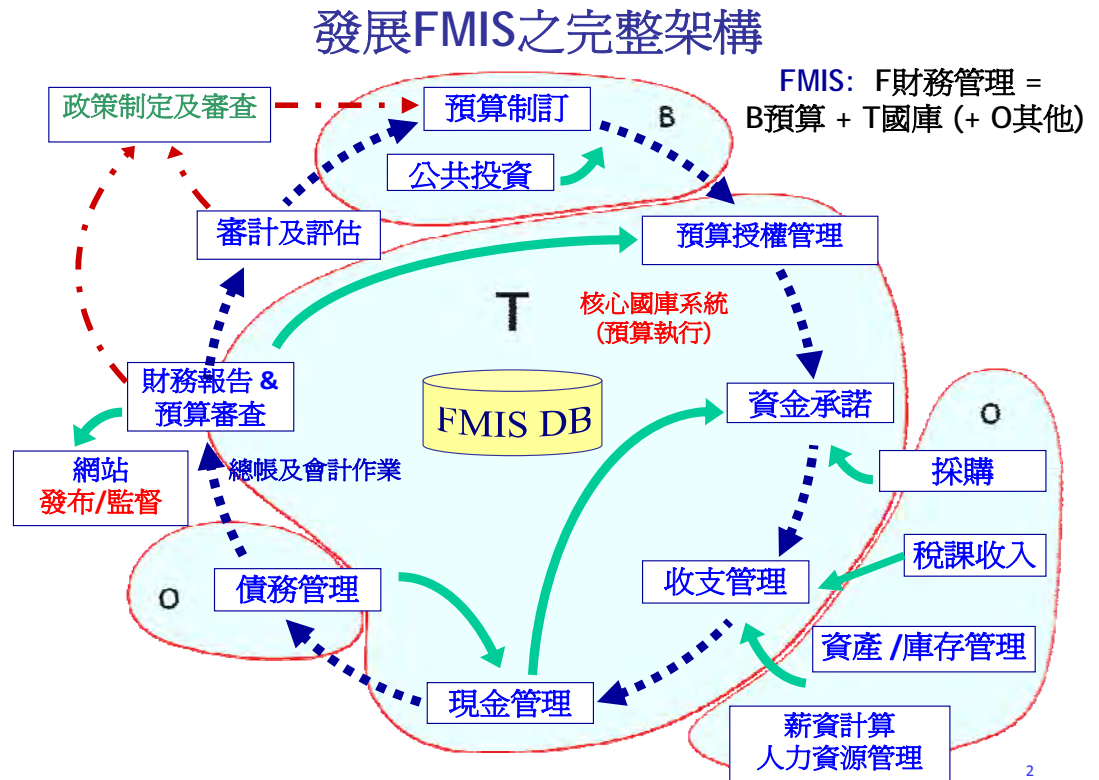 發展FMIS之完整架構
FMIS: F財務管理 =
B預算 + T國庫 (+ O其他)
政策制定及審查
預算制訂
B
公共投資
審計及評估
預算授權管理
T
核心國庫系統
(預算執行)
財務報告 &
預算審查
FMIS DB
資金承諾
O
網站
發布/監督
總帳及會計作業
採購
稅課收入
債務管理
O
收支管理
資產 /庫存管理
現金管理
薪資計算
人力資源管理
2